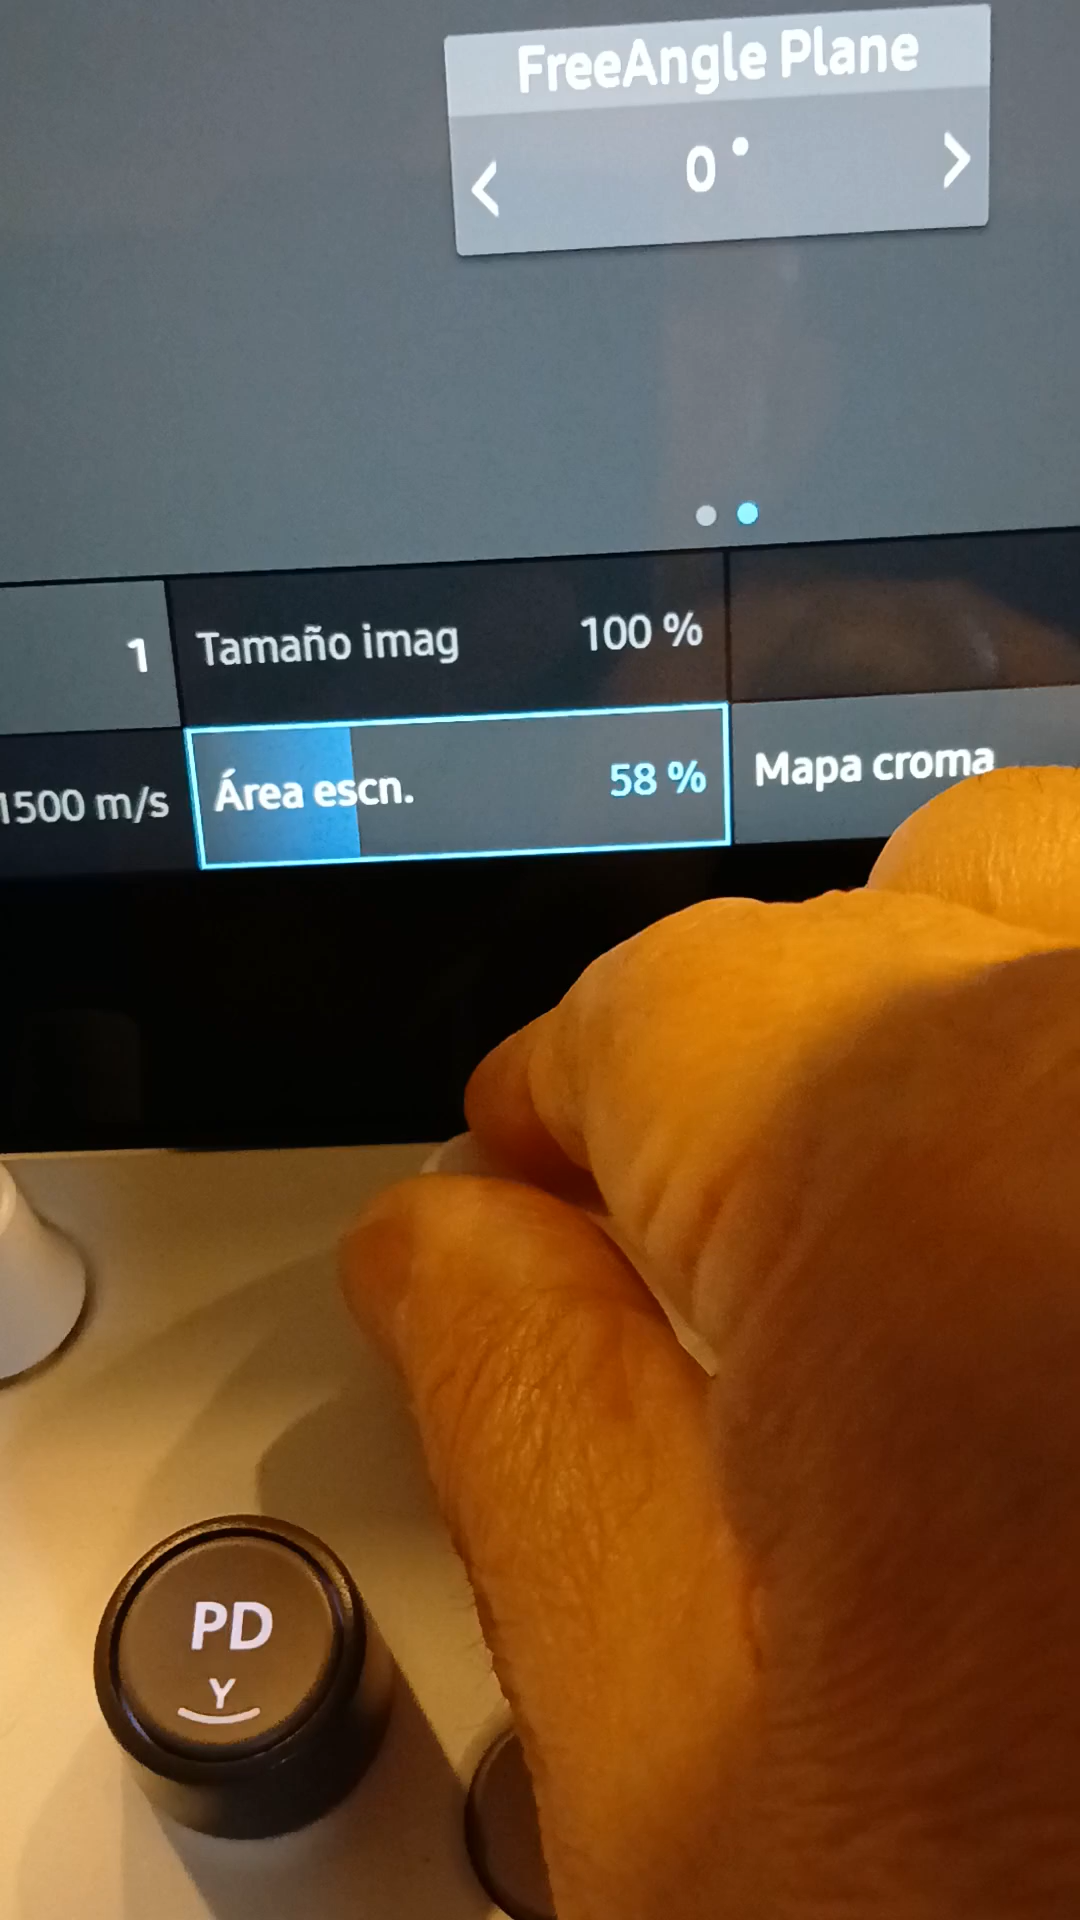 FreeAngle Plane
< 0° >
1
Tamaño imag 100 %
1500 m/s
Área escn. 58 %
Mapa croma
PD
Y